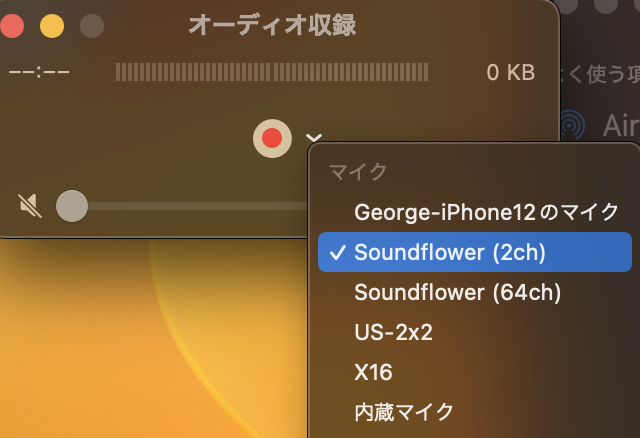 オーディオ収録
--:--
0 KB
く使う項
Air
マイク
George-iPhone12のマイク
✓ Soundflower (2ch)
Soundflower (64ch)
US-2x2
X16
内蔵マイク